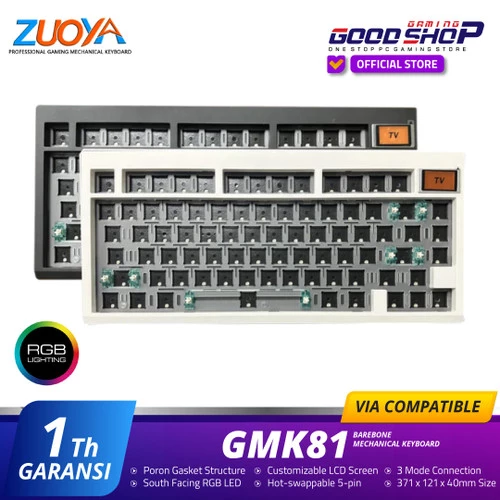 ZUOYA
PROFESSIONAL GAMING MECHANICAL KEYBOARD
GAMING
GOODSHOP
ONE STOP PC GAMING STORE
OFFICIAL STORE
TV
TV
RGB
LIGHTING
VIA COMPATIBLE
1Th
GARANSI
GMK81
BAREBONE
MECHANICAL KEYBOARD
• Poron Gasket Structure
• Customizable LCD Screen
• 3 Mode Connection
• South Facing RGB LED
• Hot-swappable 5-pin
• 371 x 121 x 40mm Size